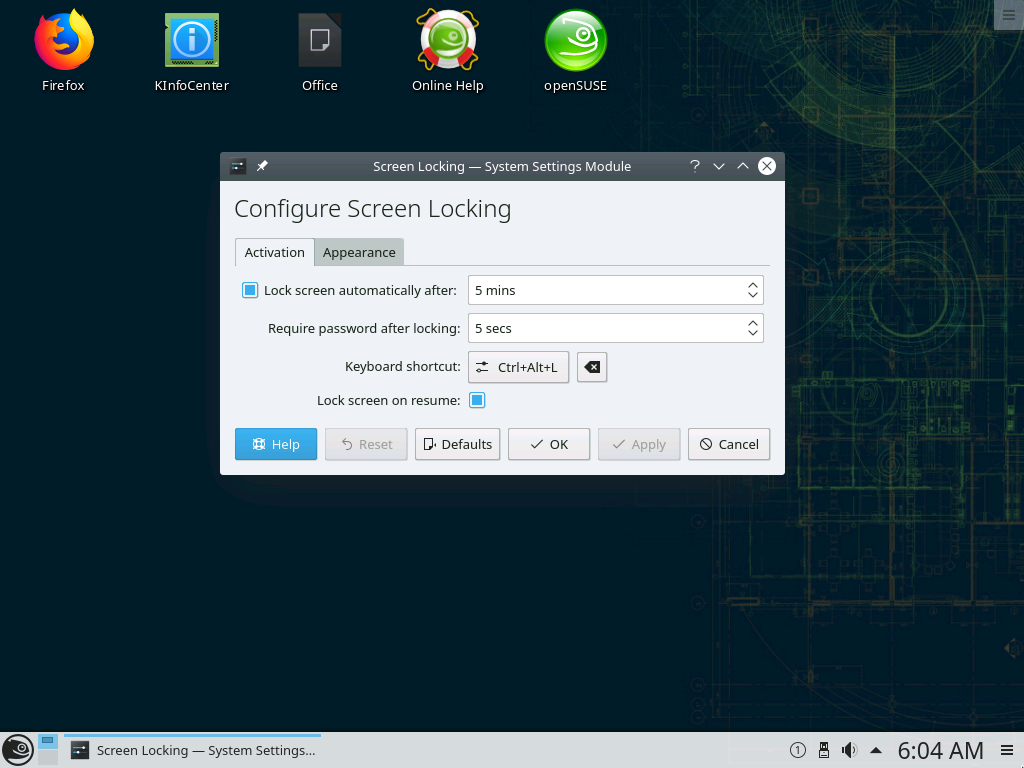 Firefox
KInfoCenter
Office
Online Help
openSUSE
Screen Locking — System Settings Module
Configure Screen Locking
Activation
Appearance
Lock screen automatically after:
5 mins
Require password after locking:
5 secs
Keyboard shortcut:
Ctrl+Alt+L
Lock screen on resume:
Help
Reset
Defaults
OK
Apply
Cancel
Screen Locking — System Settings...
1
6:04 AM